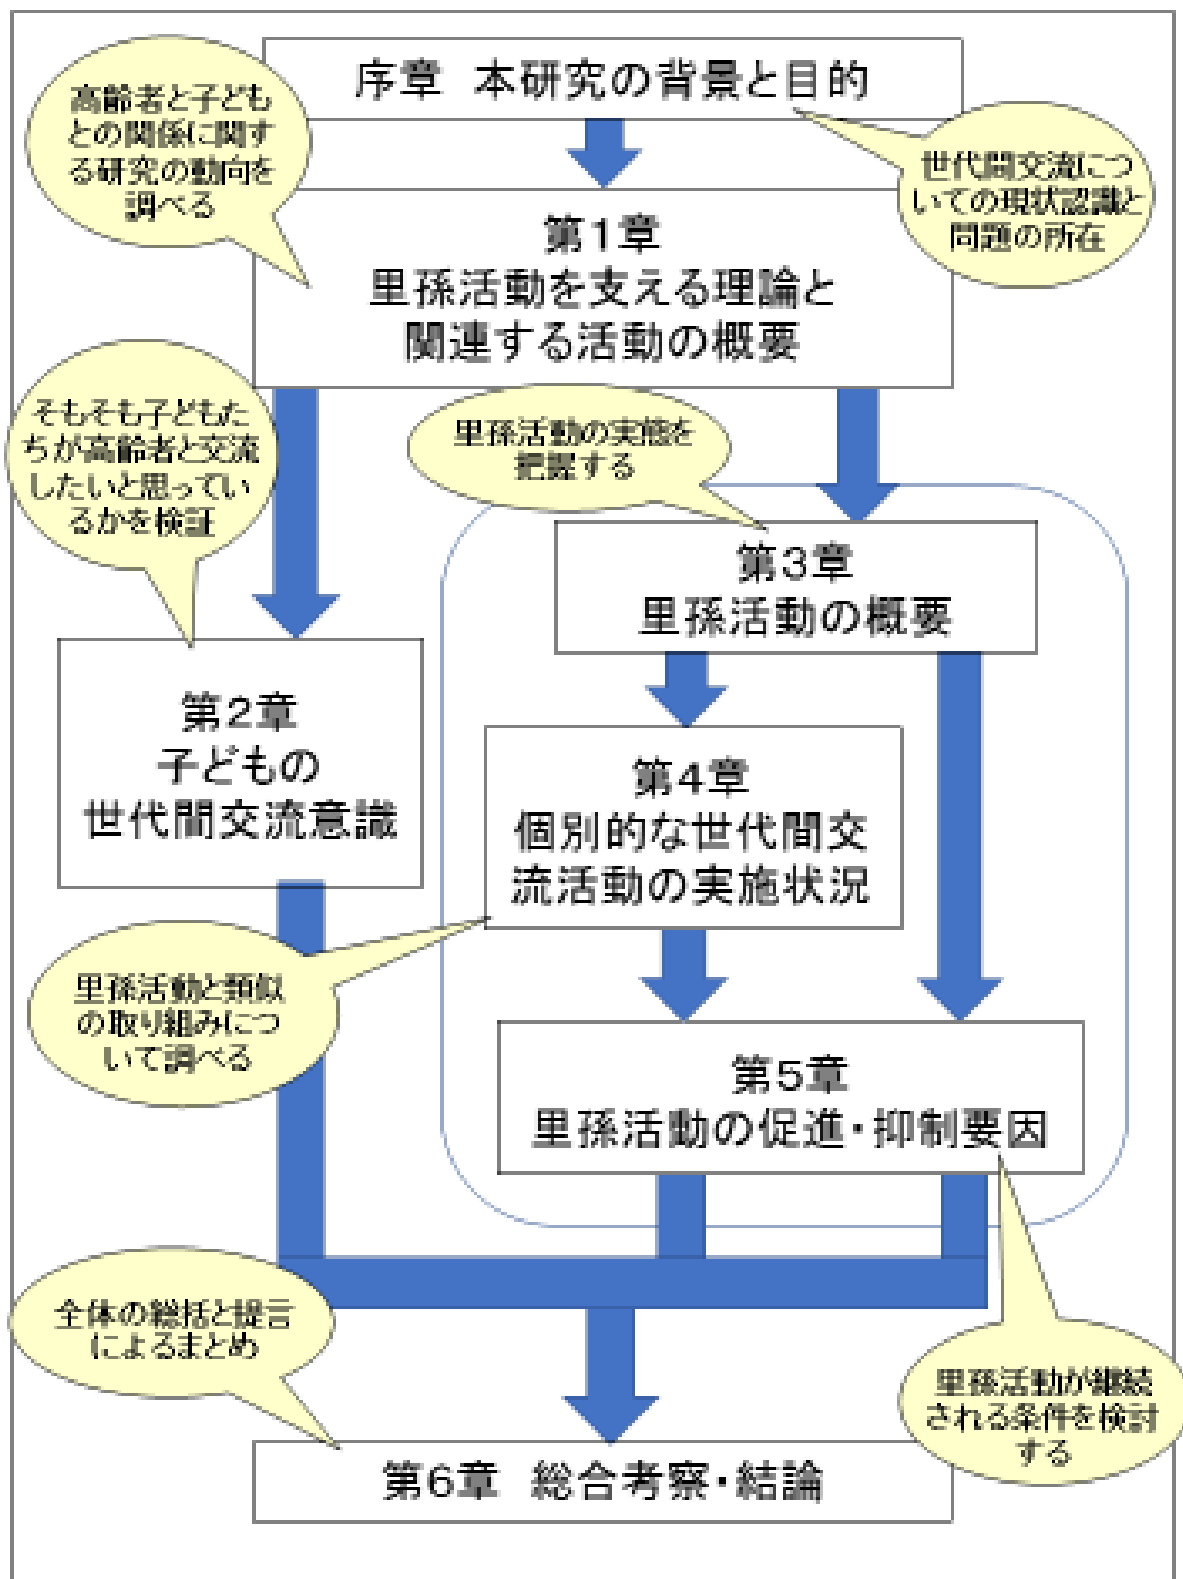 序章 本研究の背景と目的
高齢者と子ども
との関係に関す
る研究の動向を
調べる
世代間交流につ
いての現状認識と
問題の所在
第1章
里孫活動を支える理論と
関連する活動の概要
そもそも子どもた
ちが高齢者と交流
したいと思ってい
るかを検証
里孫活動の実態を
把握する
第3章
里孫活動の概要
第2章
子どもの
世代間交流意識
第4章
個別的な世代間交
流活動の実施状況
里孫活動と類似
の取り組みにつ
いて調べる
第5章
里孫活動の促進・抑制要因
全体の総括と提言
によるまとめ
里孫活動が継続
される条件を検討
する
第6章 総合考察・結論